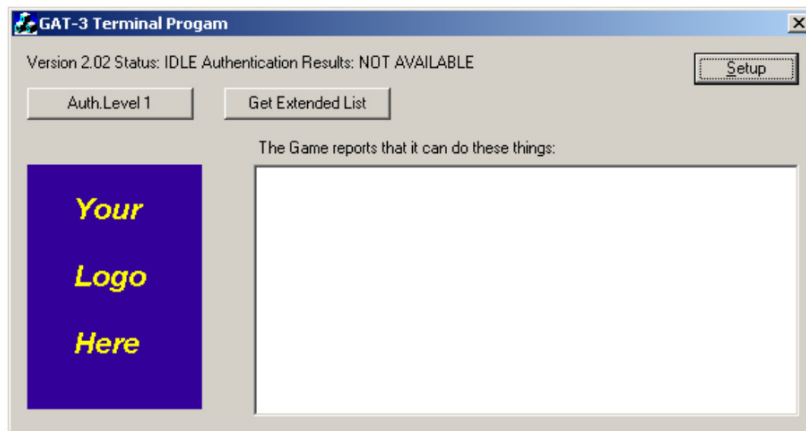 GAT-3 Terminal Progam
Version 2.02 Status: IDLE Authentication Results: NOT AVAILABLE
Setup
Auth.Level 1
Get Extended List
The Game reports that it can do these things:
Your
Logo
Here